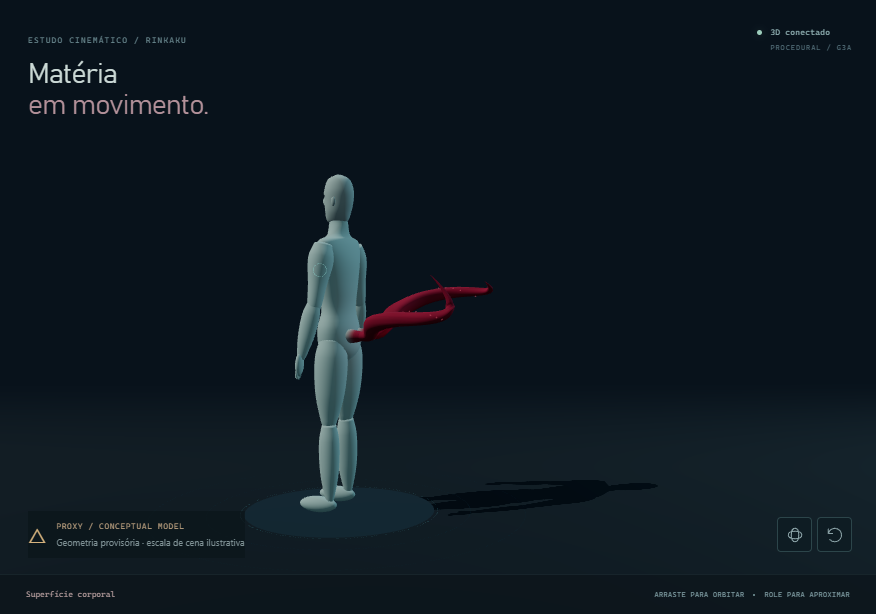 ESTUDO CINEMÁTICO / RINKAKU
Matéria
em movimento.
3D conectado
PROCEDURAL / G3A
PROXY / CONCEPTUAL MODEL
Geometria provisória · escala de cena ilustrativa
Superfície corporal
ARRASTE PARA ORBITAR • ROLE PARA APROXIMAR